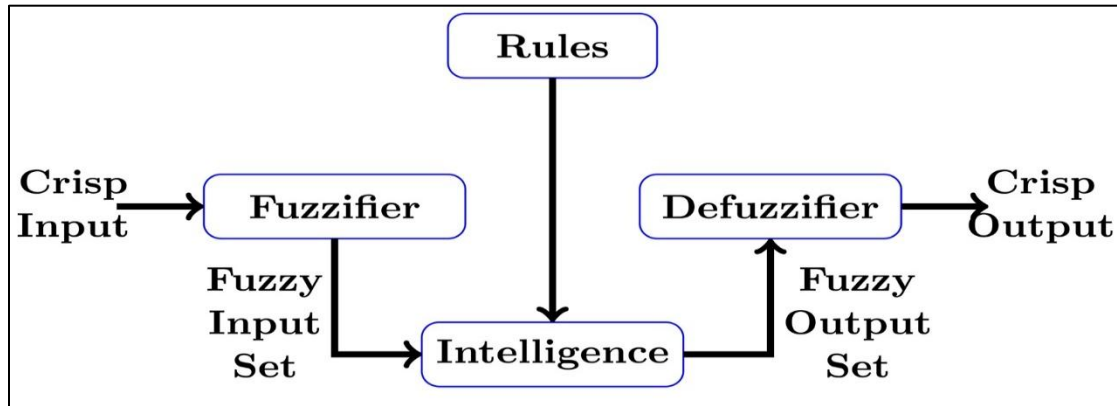 Rules
Crisp
Input
Fuzzifier
Defuzzifier
Crisp
Output
Fuzzy
Input
Set
Intelligence
Fuzzy
Output
Set